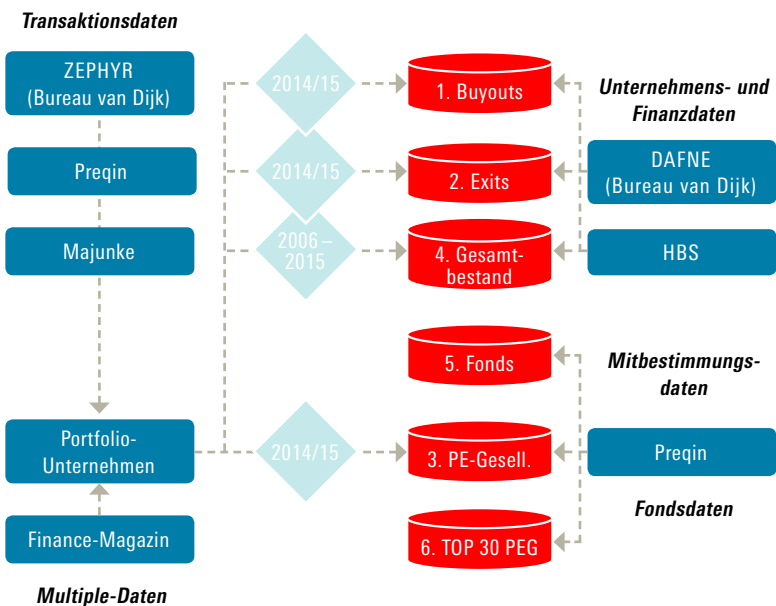 Transaktionsdaten
ZEPHYR
(Bureau van Dijk)
Preqin
Majunke
Portfolio-
Unternehmen
Finance-Magazin
Multiple-Daten
2014/15
2014/15
2006–
2015
2014/15
1. Buyouts
2. Exits
4. Gesamt-
bestand
5. Fonds
3. PE-Gesell.
6. TOP 30 PEG
Unternehmens- und
Finanzdaten
DAFNE
(Bureau van Dijk)
HBS
Mitbestimmungs-
daten
Preqin
Fondsdaten